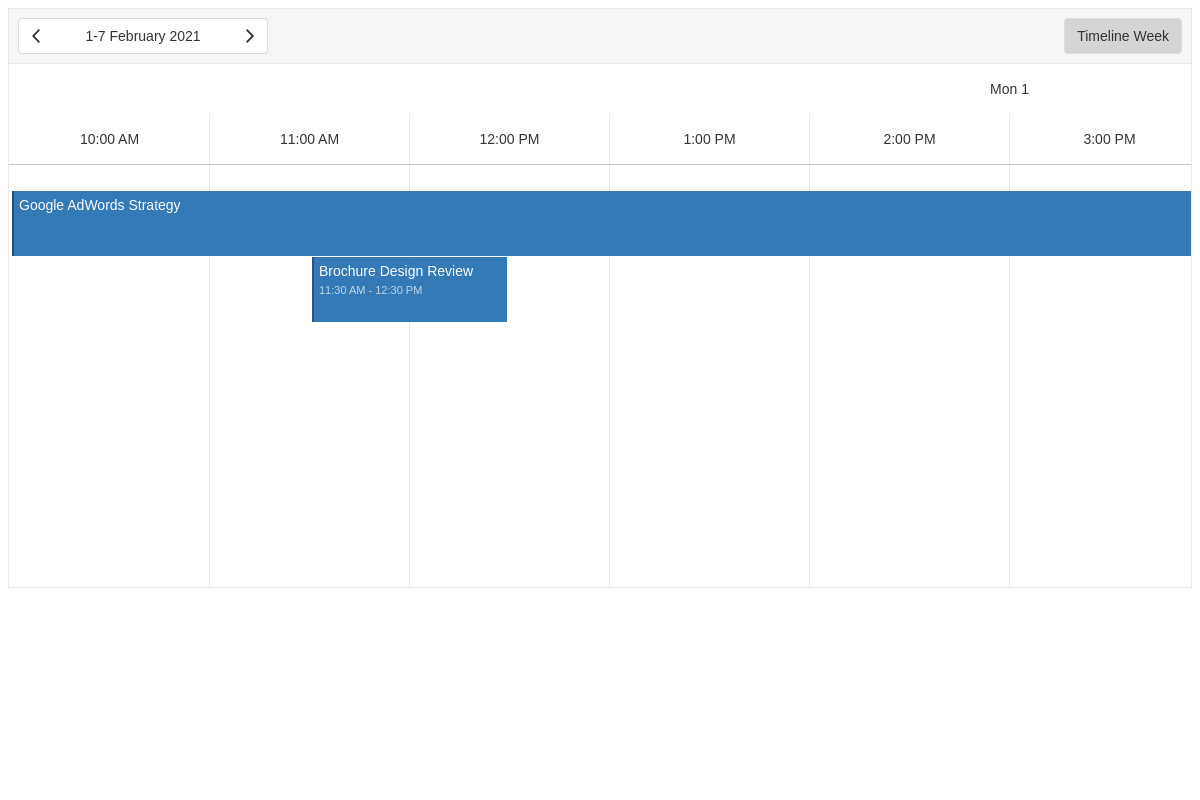 1-7 February 2021
Timeline Week
Mon 1
10:00 AM
11:00 AM
12:00 PM
1:00 PM
2:00 PM
3:00 PM
Google AdWords Strategy
Brochure Design Review
11:30 AM - 12:30 PM